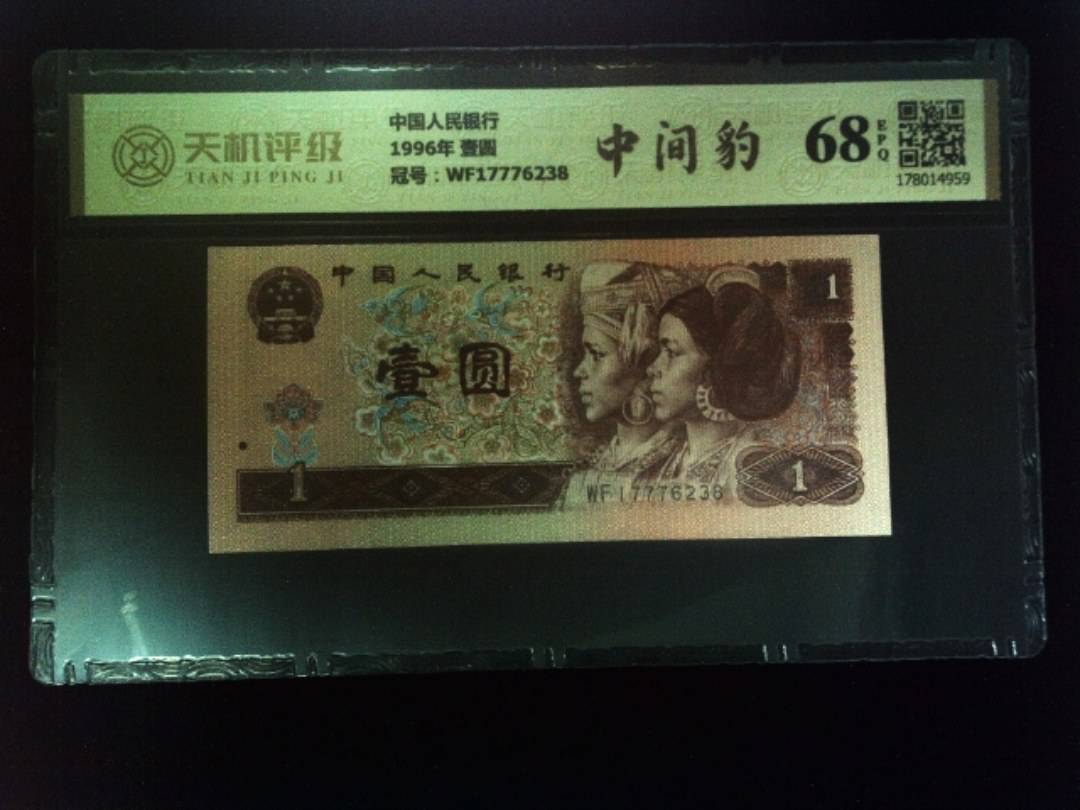 天机评级
TIAN JI PING JI
中国人民银行
1996年 壹圆
冠号：WF17776238
中间豹
68
EPQ
178014959
中国人民银行
1
壹圆
1
WF17776238
1